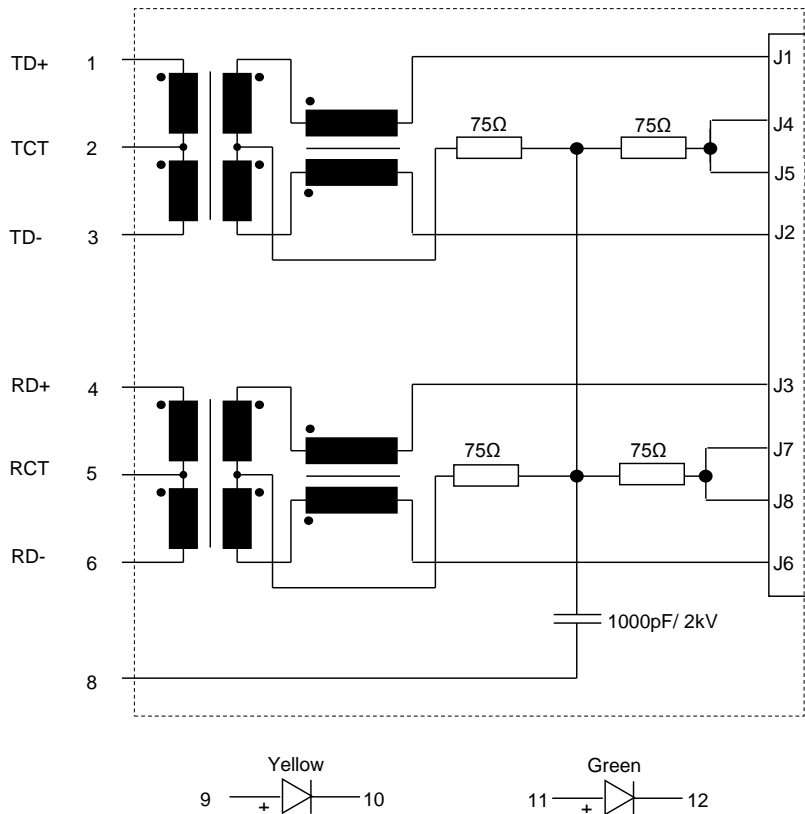 TD+ 1 J1
75Ω 75Ω J4
TCT 2
J5
TD- 3 J2
RD+ 4 J3
75Ω 75Ω J7
RCT 5
J8
RD- 6 J6
1000pF/ 2kV
8
Yellow Green
9 + 10 11 + 12